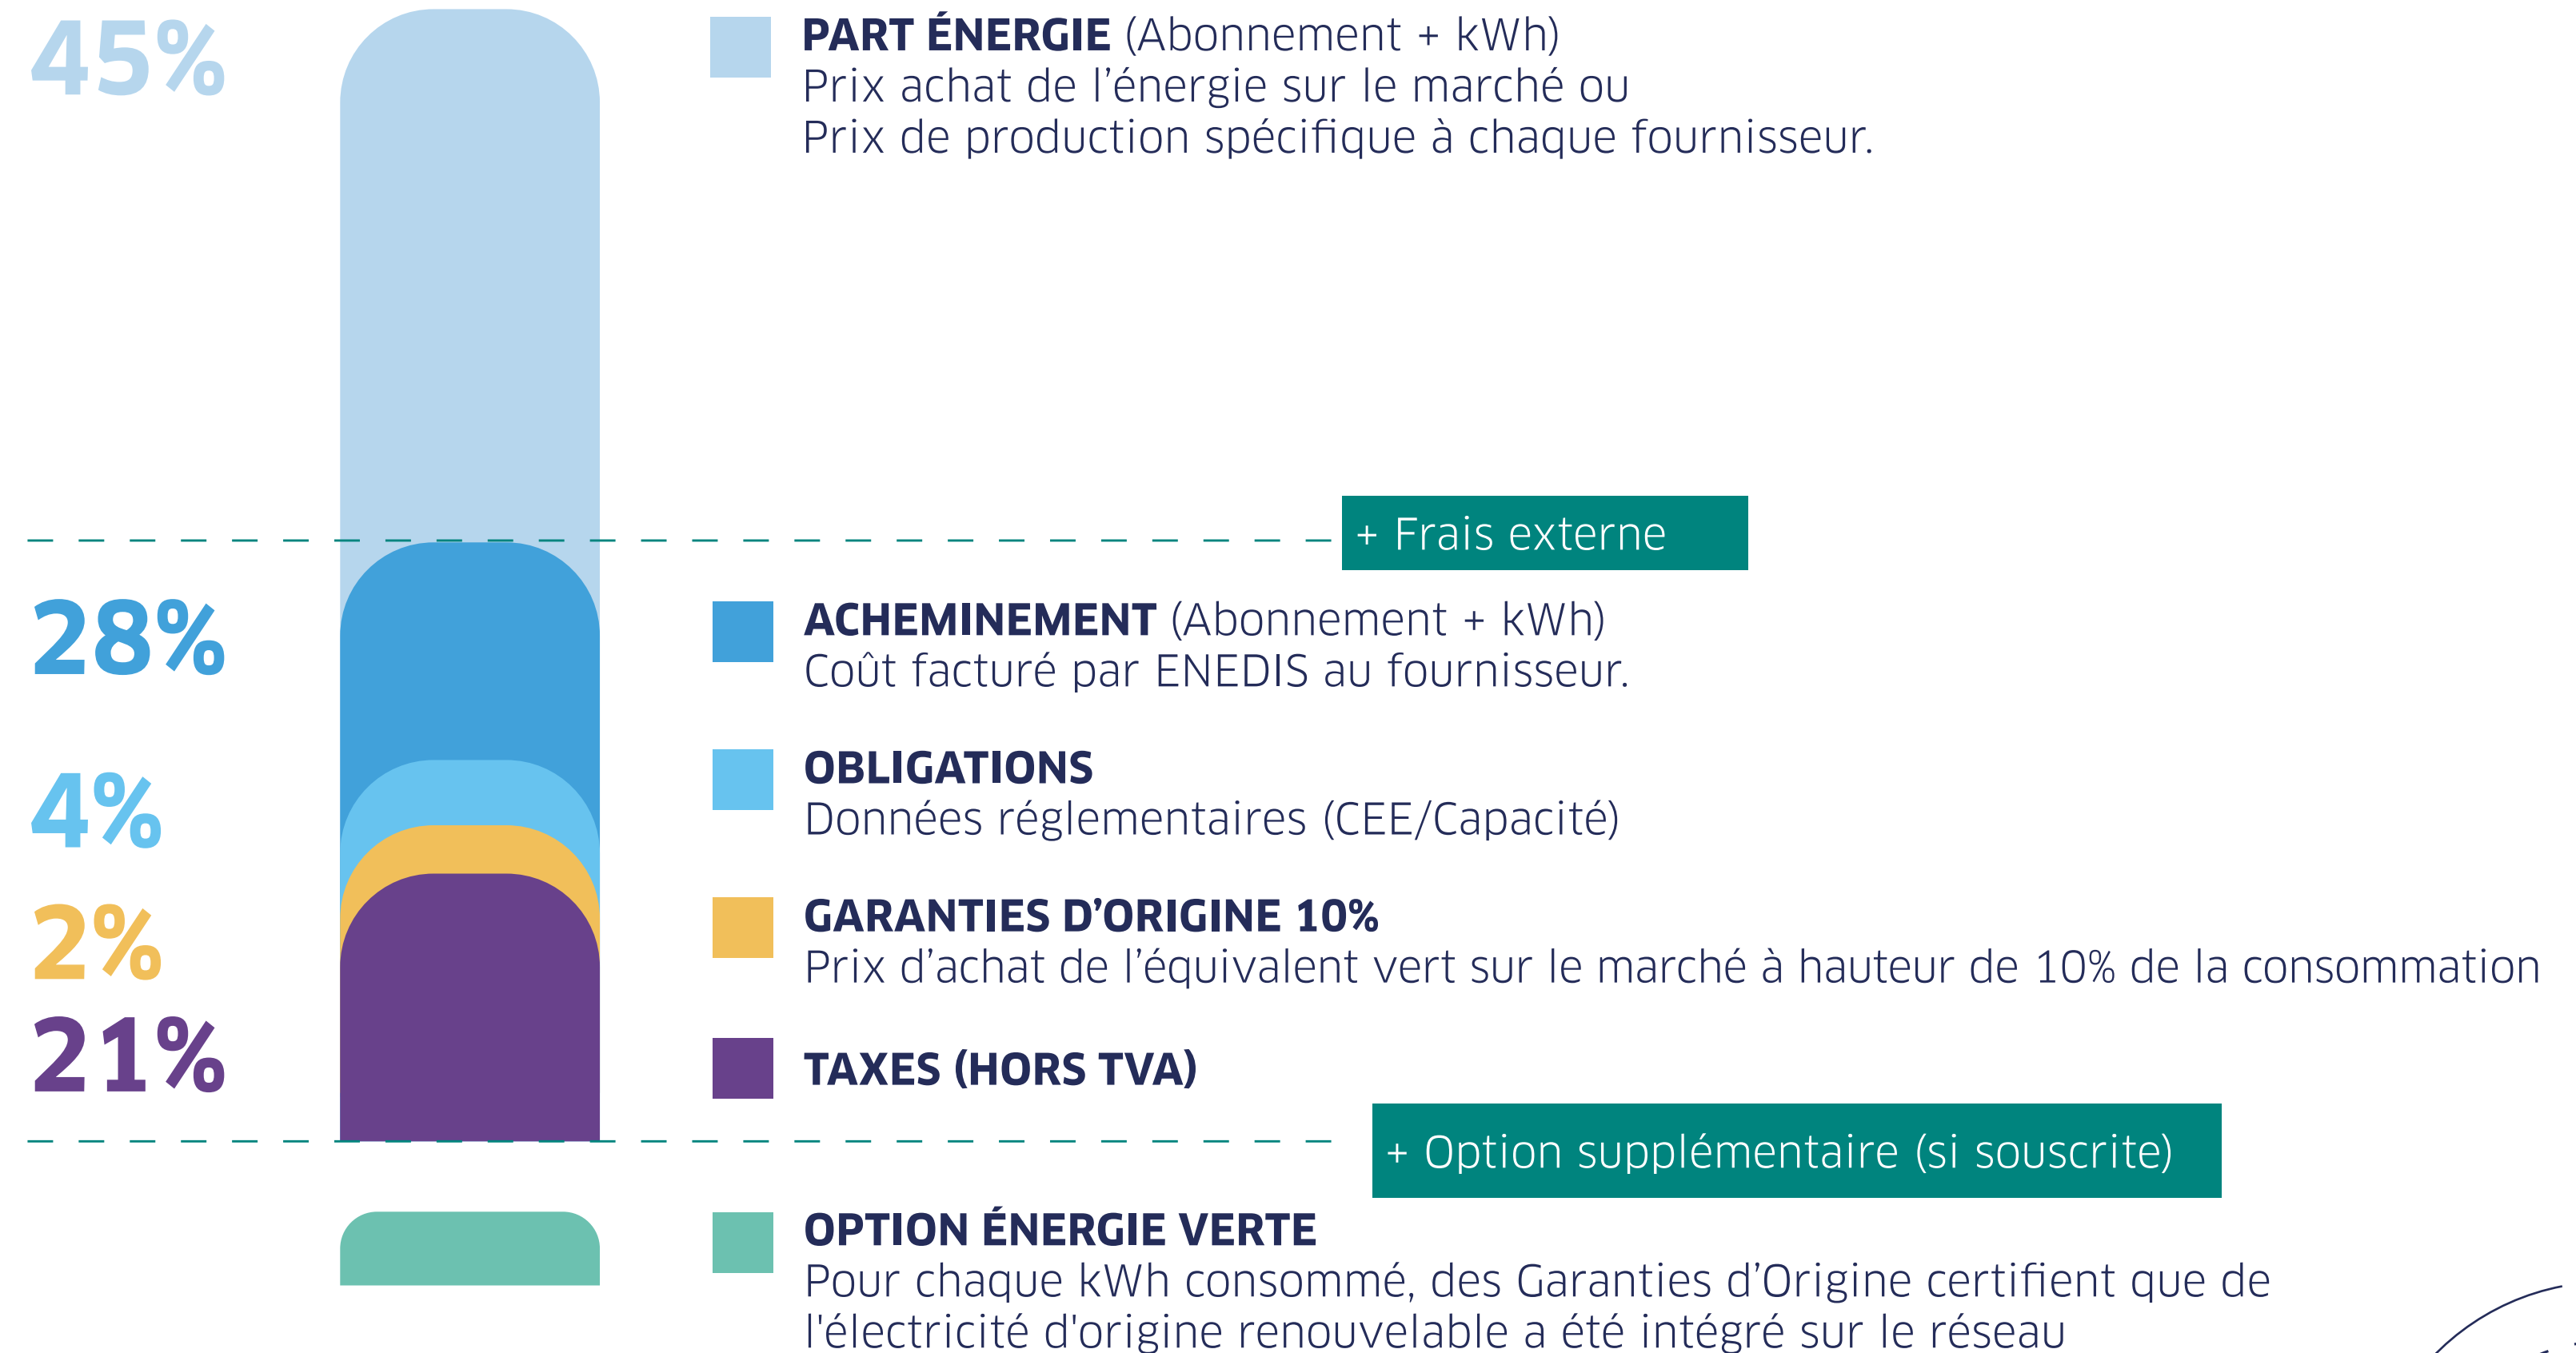 45%
PART ÉNERGIE (Abonnement + kWh)
Prix achat de l’énergie sur le marché ou
Prix de production spécifique à chaque fournisseur.
+ Frais externe
28%
ACHEMINEMENT (Abonnement + kWh)
Coût facturé par ENEDIS au fournisseur.
4%
OBLIGATIONS
Données réglementaires (CEE/Capacité)
2%
GARANTIES D’ORIGINE 10%
Prix d’achat de l’équivalent vert sur le marché à hauteur de 10% de la consommation
21%
TAXES (HORS TVA)
+ Option supplémentaire (si souscrite)
OPTION ÉNERGIE VERTE
Pour chaque kWh consommé, des Garanties d’Origine certifient que de
l'électricité d'origine renouvelable a été intégré sur le réseau